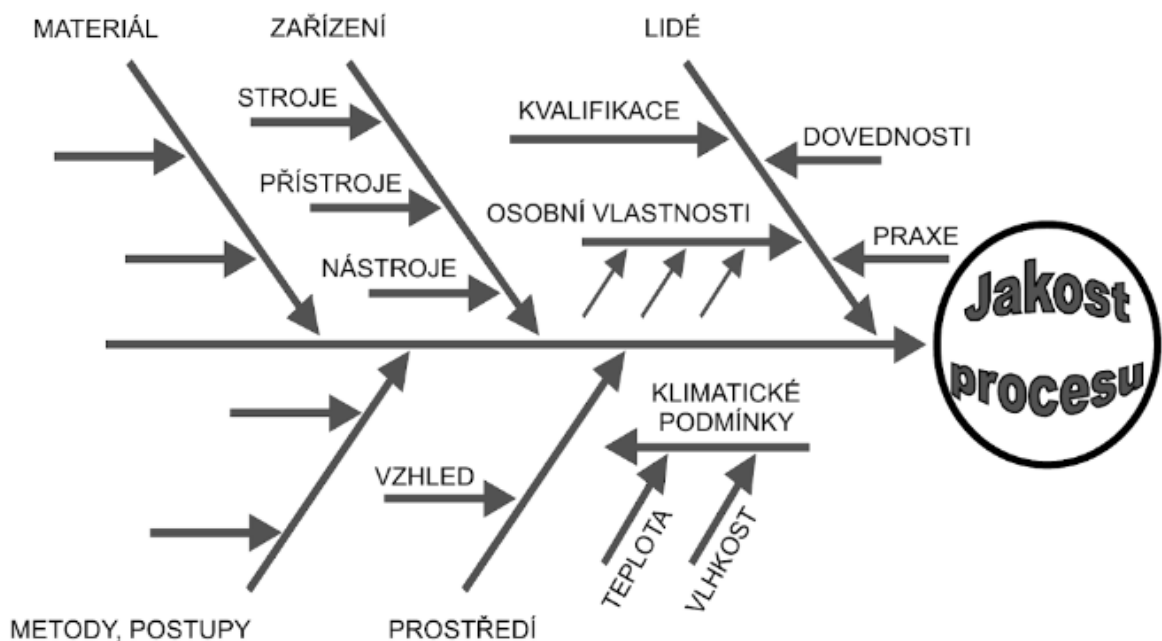 MATERIÁL
ZAŘÍZENÍ
LIDÉ
STROJE
KVALIFIKACE
DOVEDNOSTI
PŘÍSTROJE
OSOBNÍ VLASTNOSTI
PRAXE
NÁSTROJE
Jakost
procesu
KLIMATICKÉ
PODMÍNKY
VZHLED
TEPLOTA
VLHKOST
METODY, POSTUPY
PROSTŘEDÍ